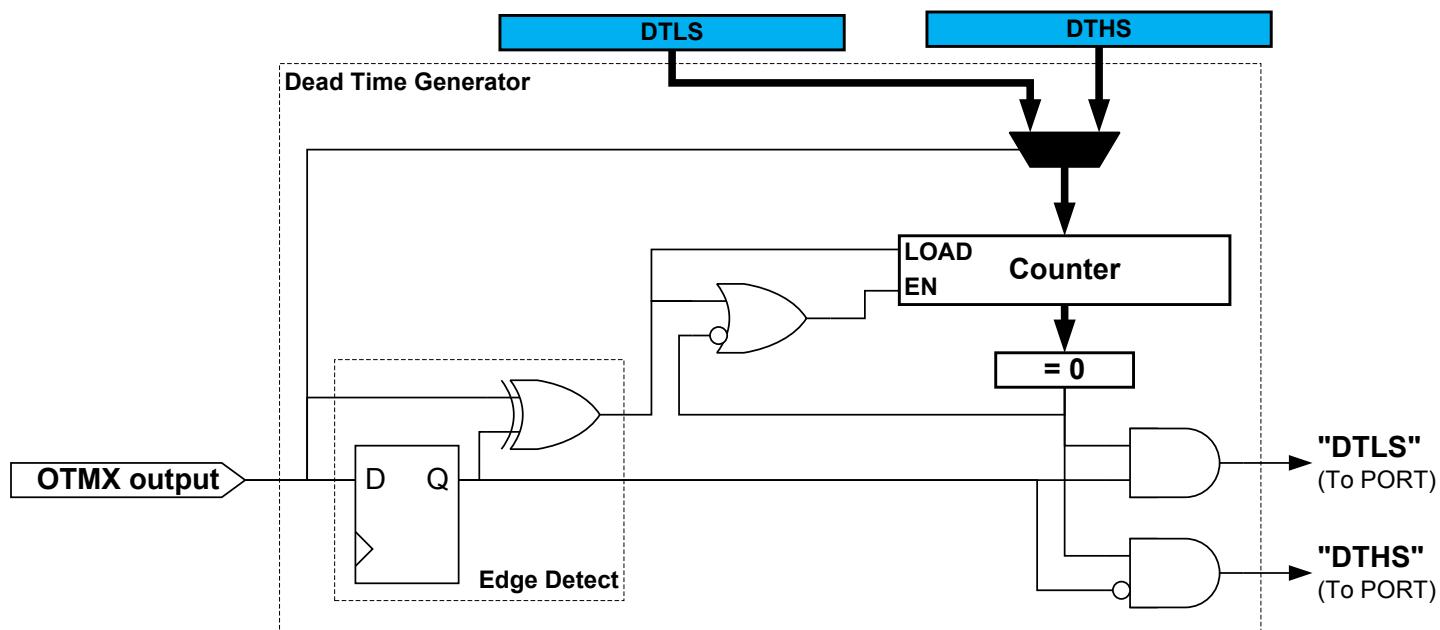 DTLS
DTHS
Dead Time Generator
LOAD
Counter
EN
= 0
OTMX output
D
Q
Edge Detect
"DTLS"
(To PORT)
"DTHS"
(To PORT)